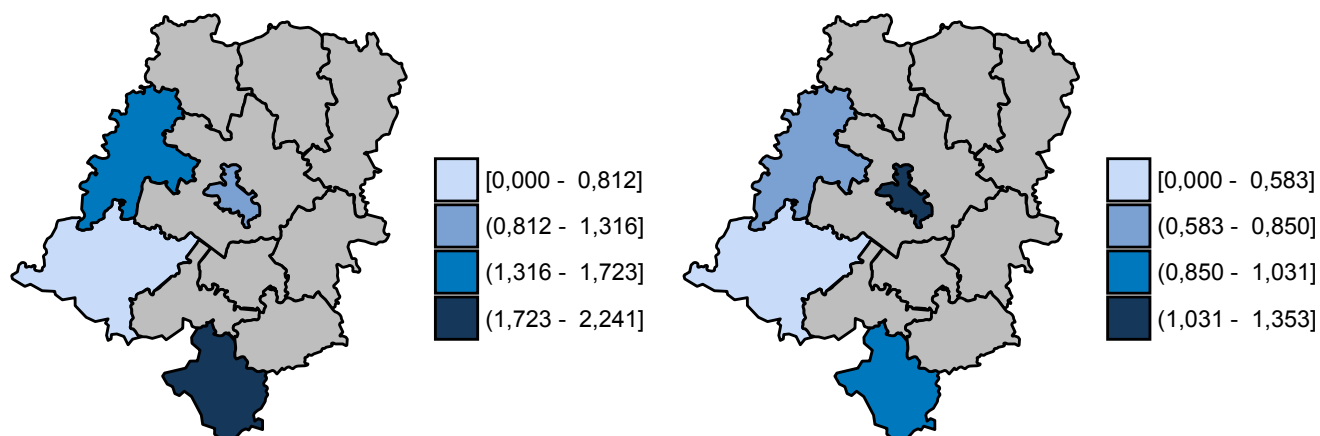 [0,000 - 0,812]
(0,812 - 1,316]
(1,316 - 1,723]
(1,723 - 2,241]
[0,000 - 0,583]
(0,583 - 0,850]
(0,850 - 1,031]
(1,031 - 1,353]